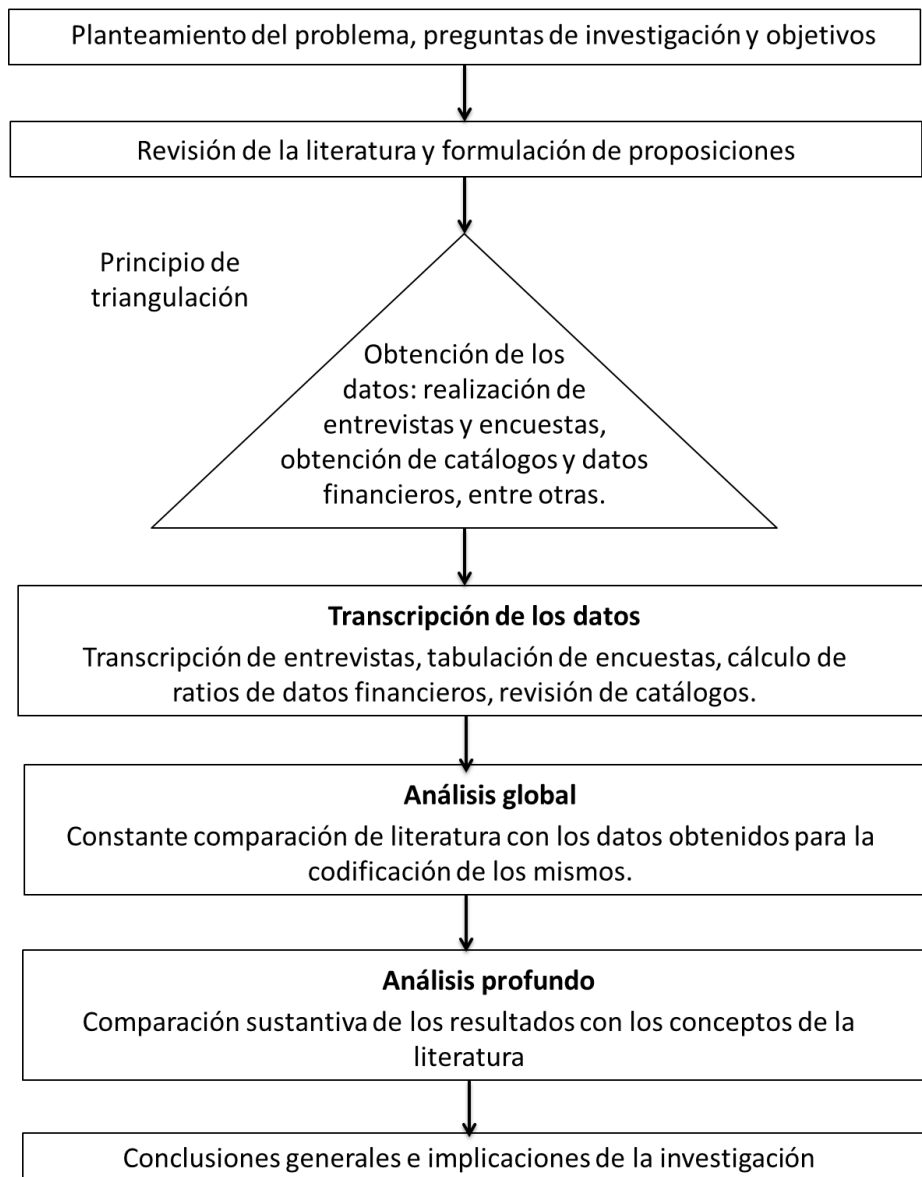 Planteamiento del problema, preguntas de investigación y objetivos
Revisión de la literatura y formulación de proposiciones
Principio de
triangulación
Obtención de los
datos: realización de
entrevistas y encuestas,
obtención de catálogos y datos
financieros, entre otras.
Transcripción de los datos
Transcripción de entrevistas, tabulación de encuestas, cálculo de
ratios de datos financieros, revisión de catálogos.
Análisis global
Constante comparación de literatura con los datos obtenidos para la
codificación de los mismos.
Análisis profundo
Comparación sustantiva de los resultados con los conceptos de la
literatura
Conclusiones generales e implicaciones de la investigación